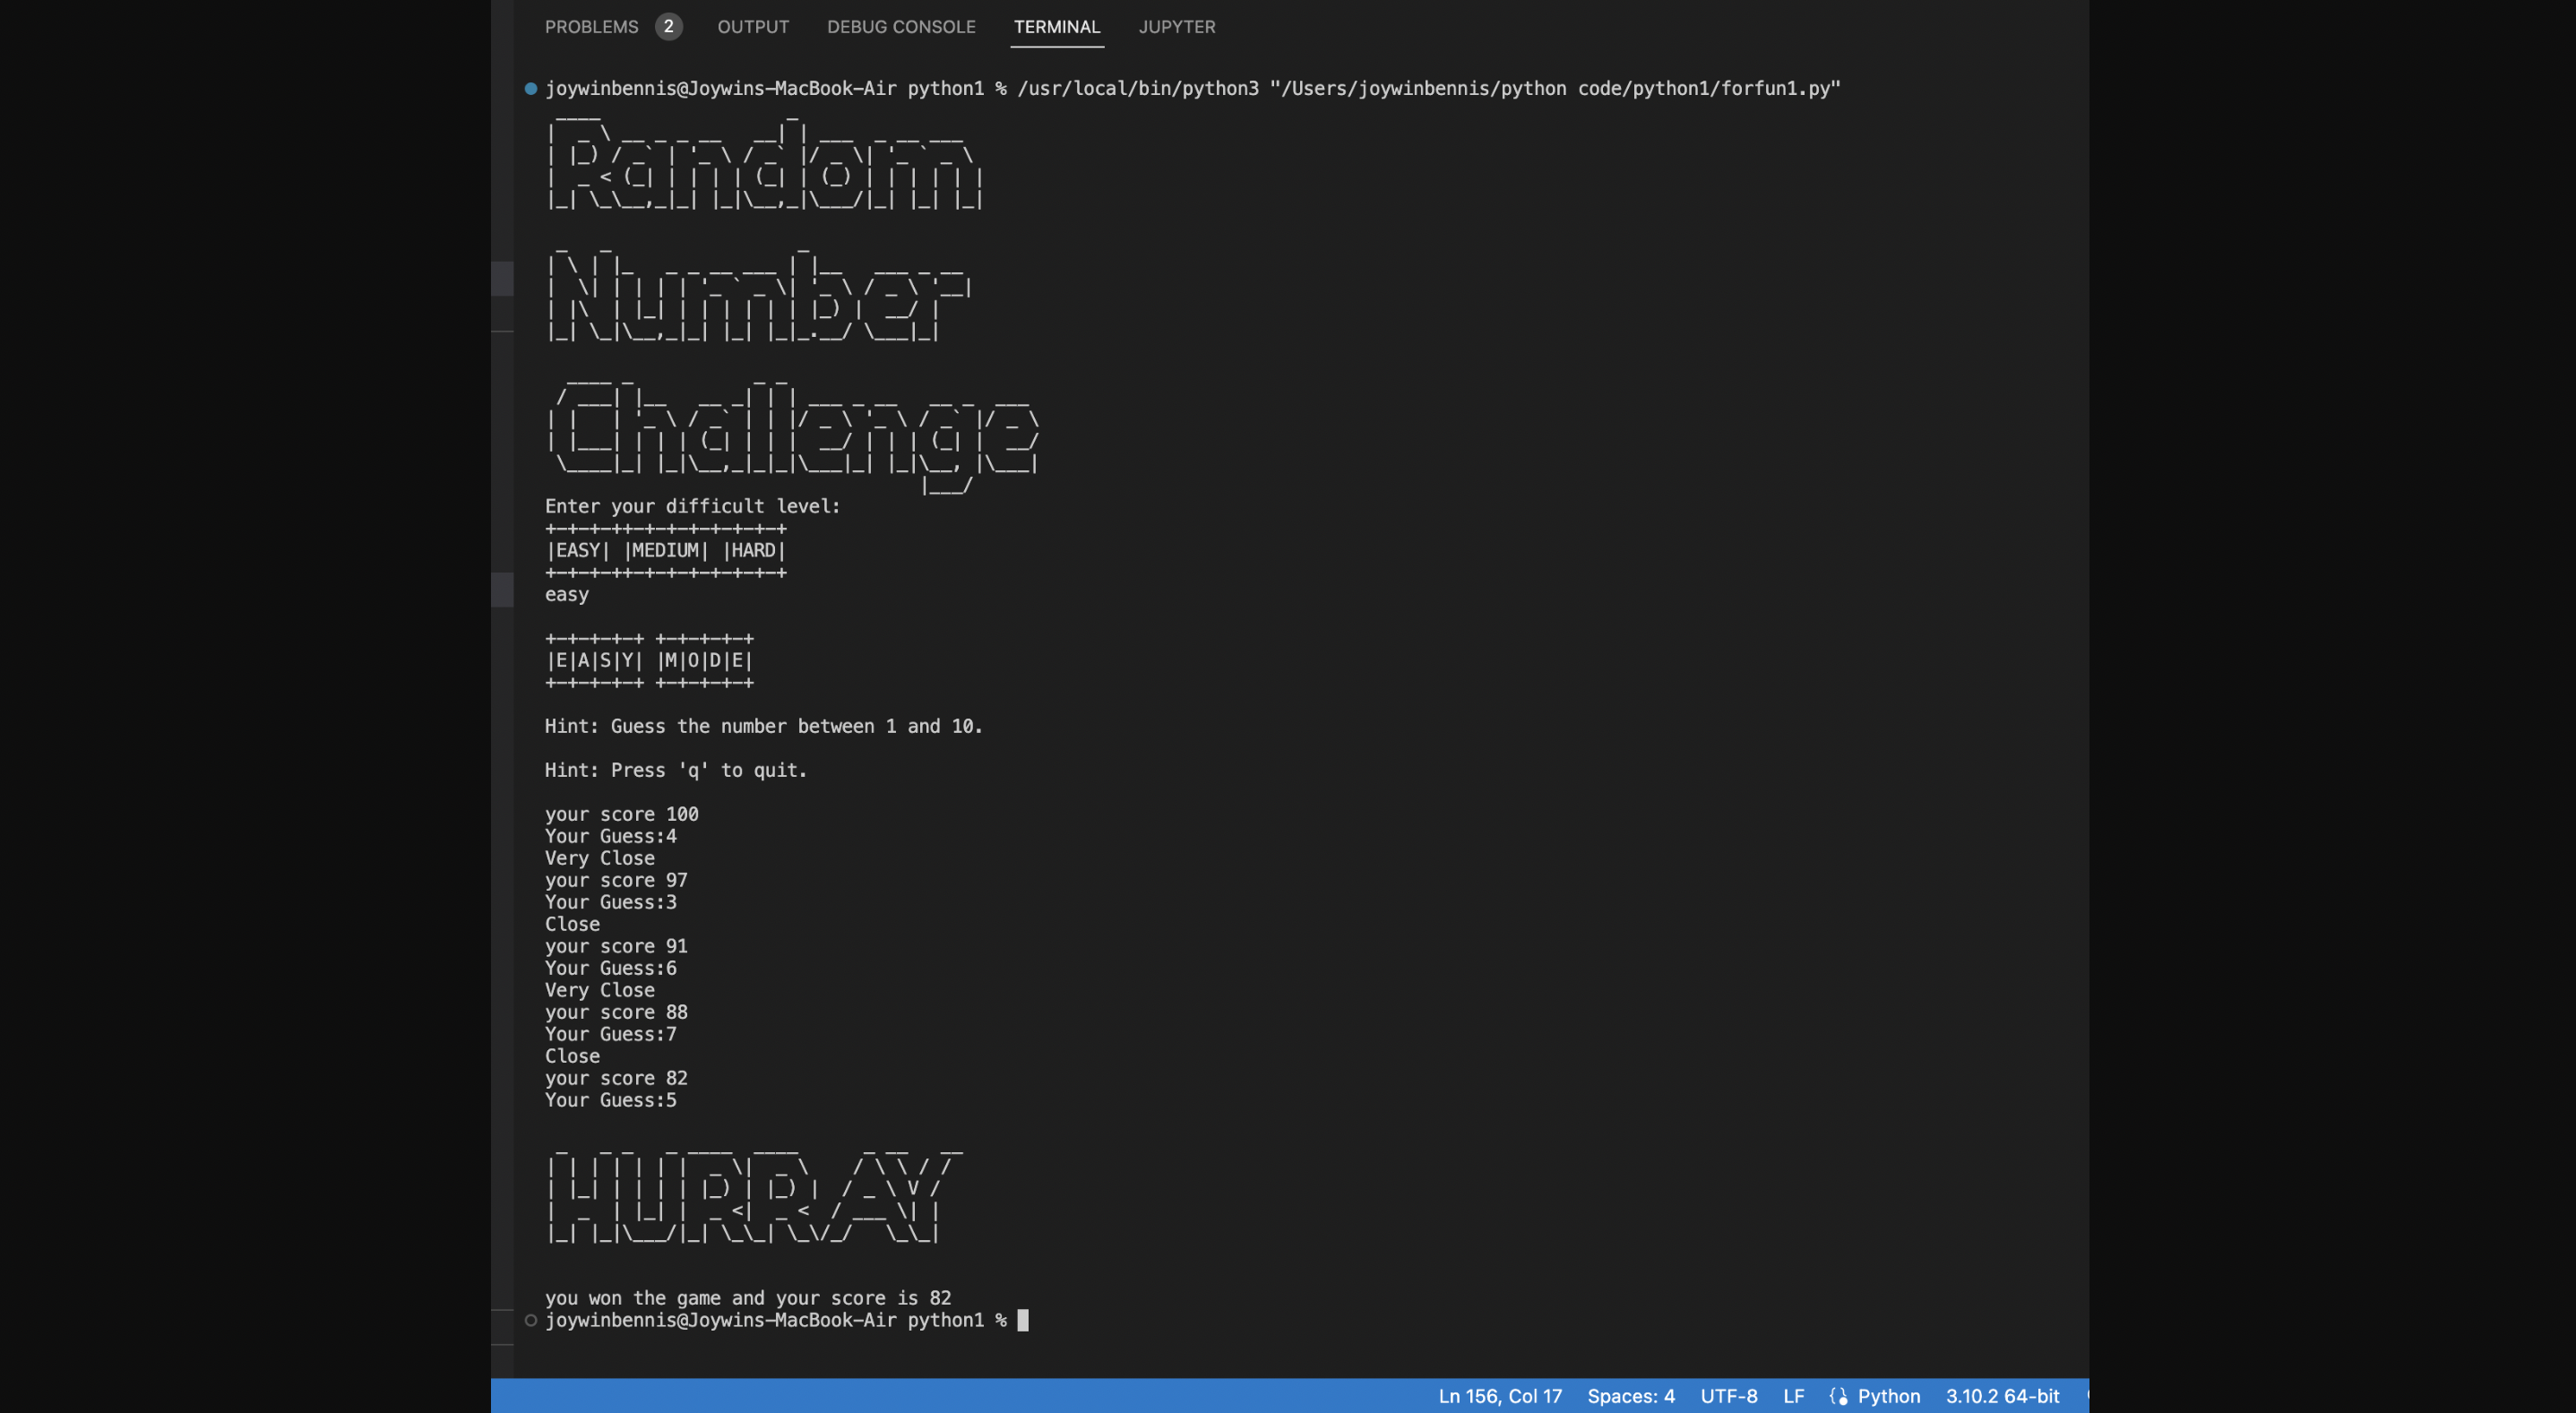 PROBLEMS 2 OUTPUT DEBUG CONSOLE TERMINAL JUPYTER
joywinbennis@Joywins-MacBook-Air python1 % /usr/local/bin/python3 "/Users/joywinbennis/python code/python1/forfun1.py"
Random
Number
Challenge
Enter your difficult level:
+-+-+-++-+-+-+-+-+-+-+
|EASY| |MEDIUM| |HARD|
+-+-+-++-+-+-+-+-+-+-+
easy
+-+-+-+-+ +-+-+-+-+
|E|A|S|Y| |M|O|D|E|
+-+-+-+-+ +-+-+-+-+
Hint: Guess the number between 1 and 10.
Hint: Press 'q' to quit.
your score 100
Your Guess:4
Very Close
your score 97
Your Guess:3
Close
your score 91
Your Guess:6
Very Close
your score 88
Your Guess:7
Close
your score 82
Your Guess:5
HURRAY
you won the game and your score is 82
joywinbennis@Joywins-MacBook-Air python1 %
Ln 156, Col 17 Spaces: 4 UTF-8 LF Python 3.10.2 64-bit